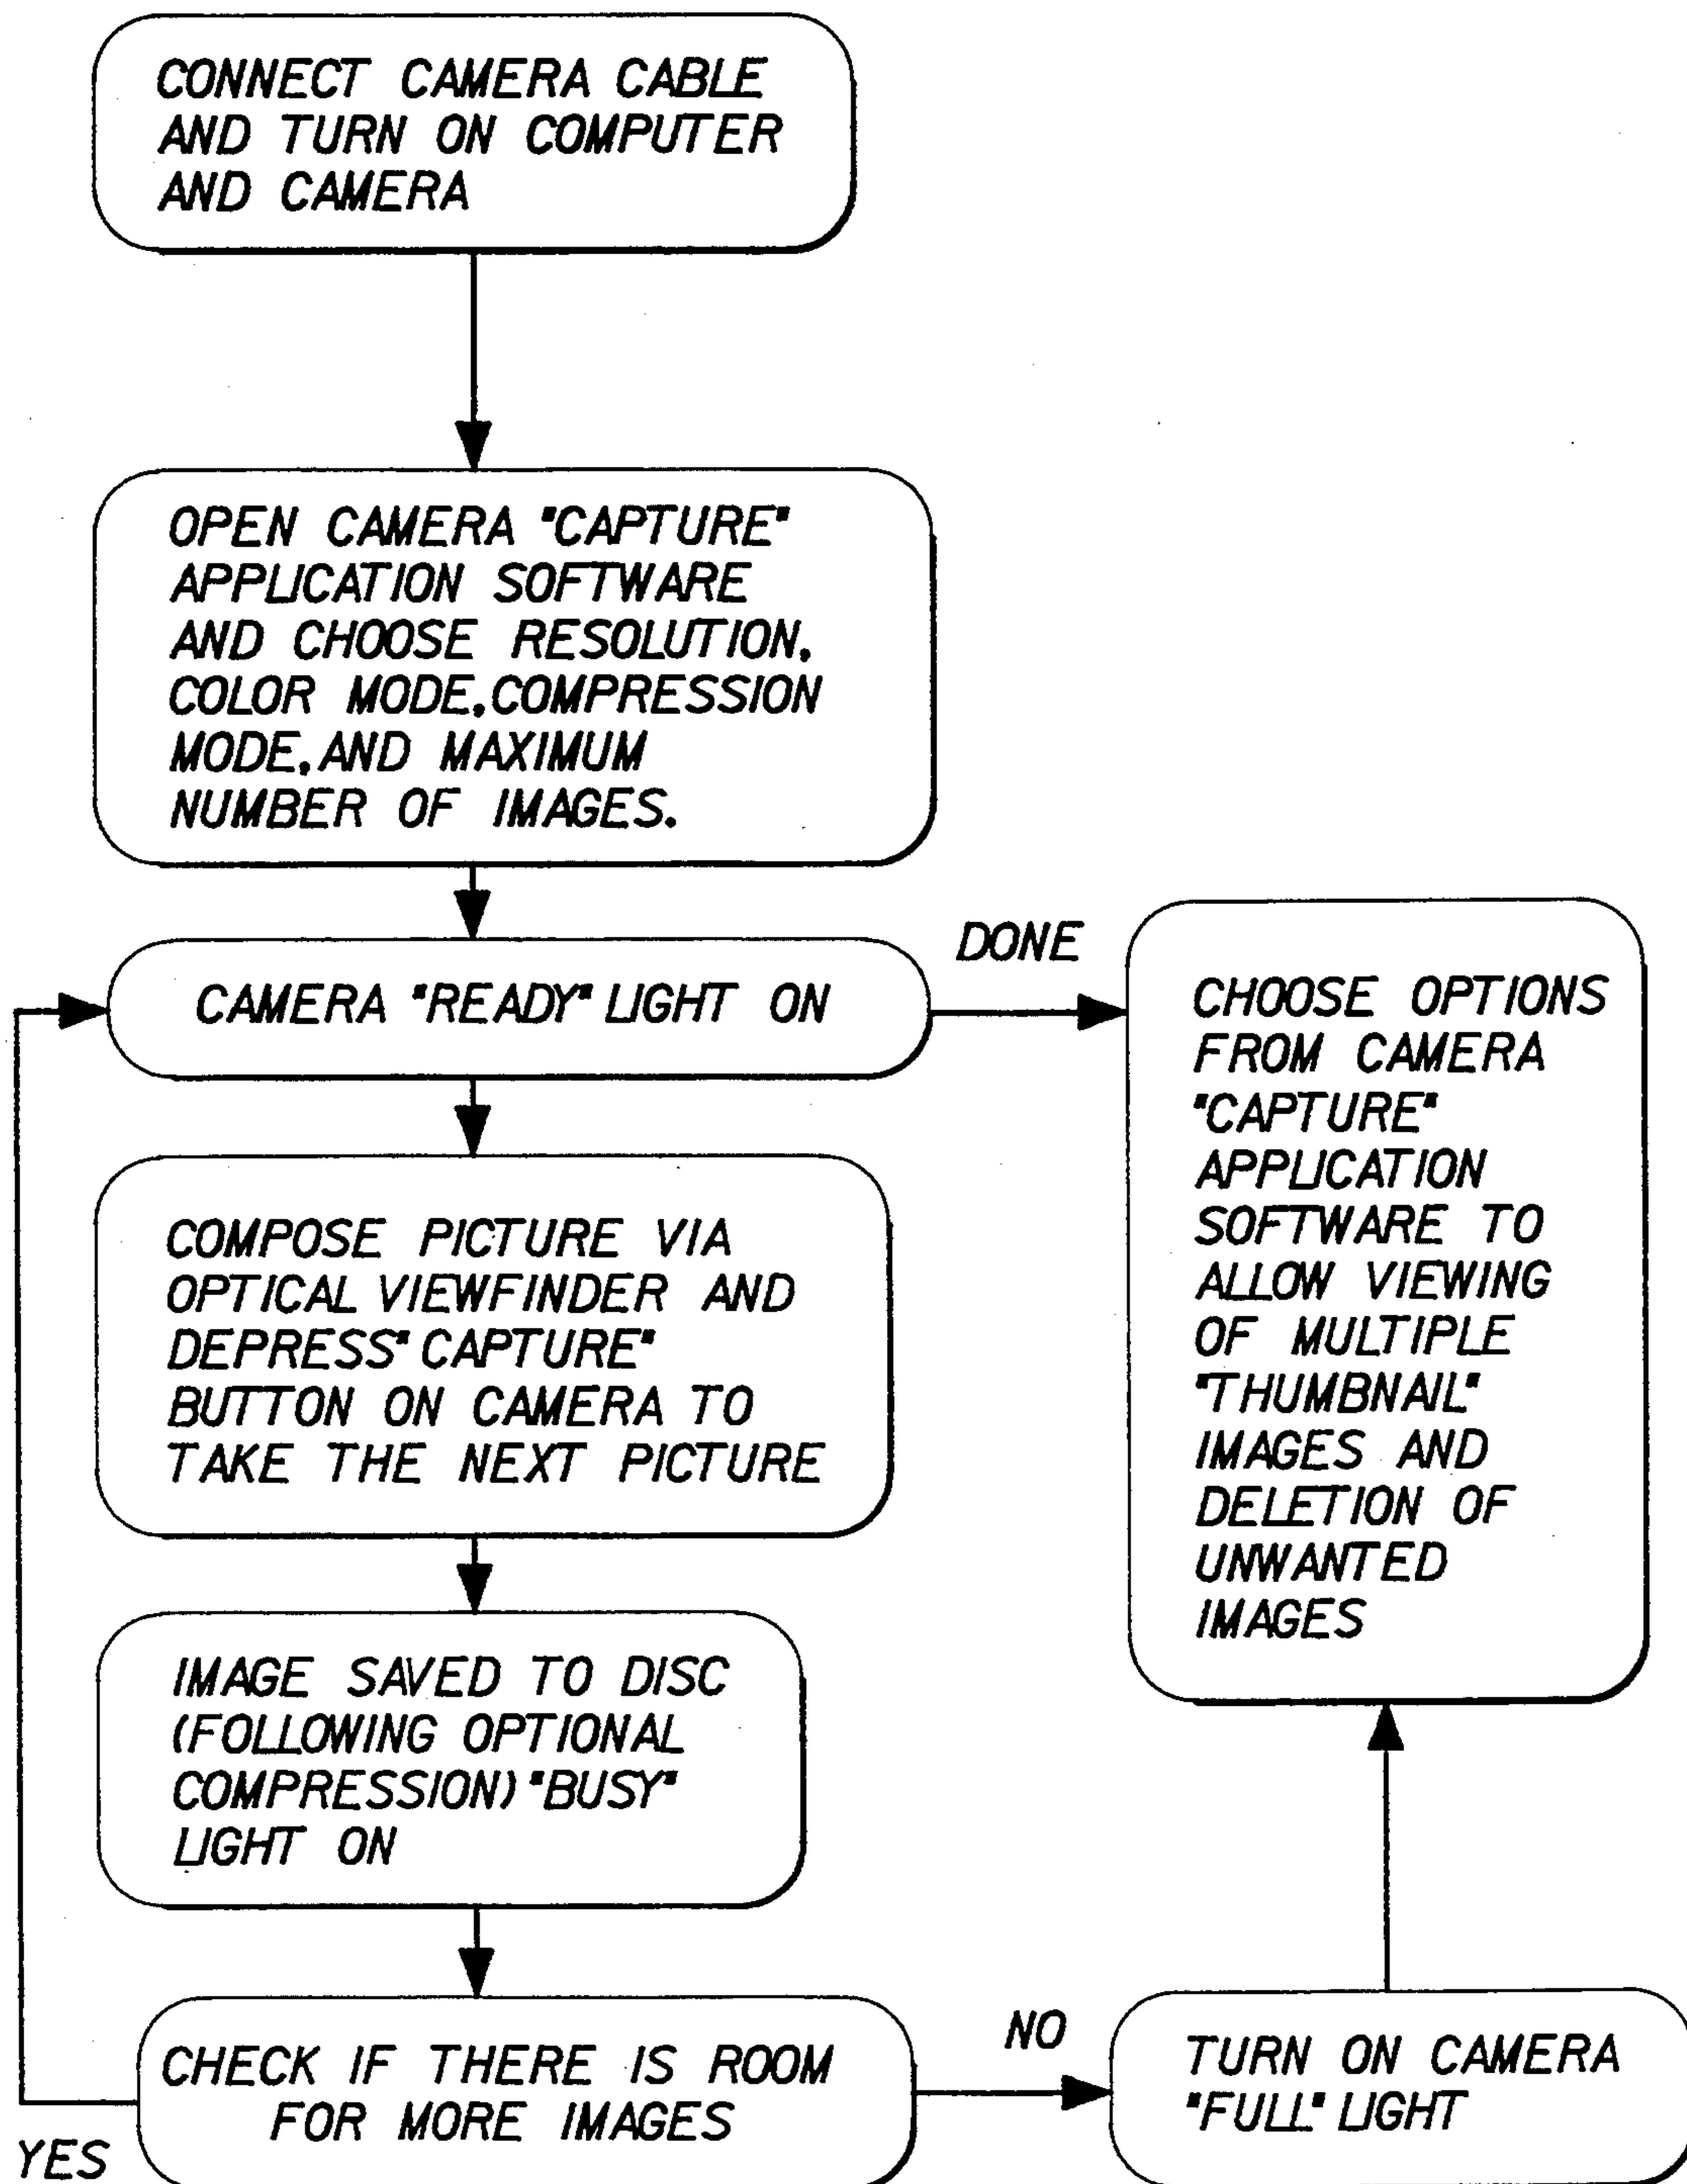 CONNECT CAMERA CABLE
AND TURN ON COMPUTER
AND CAMERA
OPEN CAMERA "CAPTURE"
APPLICATION SOFTWARE
AND CHOOSE RESOLUTION,
COLOR MODE, COMPRESSION
MODE, AND MAXIMUM
NUMBER OF IMAGES.
CAMERA "READY" LIGHT ON
DONE
COMPOSE PICTURE VIA
OPTICAL VIEWFINDER AND
DEPRESS "CAPTURE"
BUTTON ON CAMERA TO
TAKE THE NEXT PICTURE
IMAGE SAVED TO DISC
(FOLLOWING OPTIONAL
COMPRESSION) "BUSY"
LIGHT ON
CHECK IF THERE IS ROOM
FOR MORE IMAGES
YES
NO
TURN ON CAMERA
"FULL" LIGHT
CHOOSE OPTIONS
FROM CAMERA
"CAPTURE"
APPLICATION
SOFTWARE TO
ALLOW VIEWING
OF MULTIPLE
"THUMBNAIL"
IMAGES AND
DELETION OF
UNWANTED
IMAGES